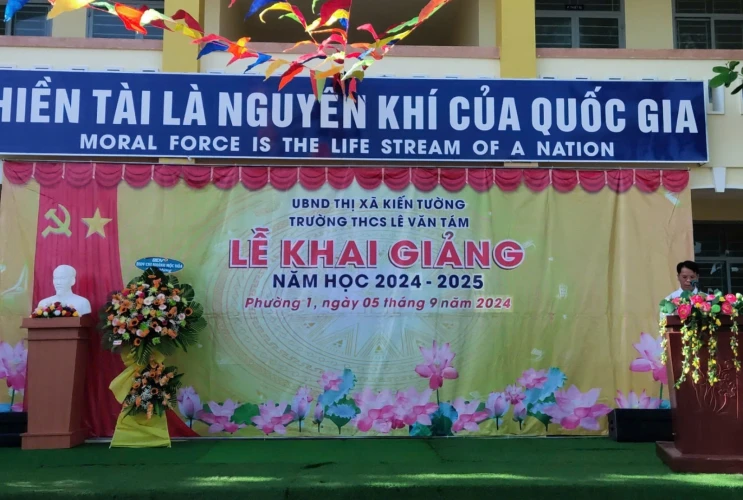 HIỀN TÀI LÀ NGUYÊN KHÍ CỦA QUỐC GIA
MORAL FORCE IS THE LIFE STREAM OF A NATION
UBND THỊ XÃ KIẾN TƯỜNG
TRƯỜNG THCS LÊ VĂN TÁM
LỄ KHAI GIẢNG
NĂM HỌC 2024 - 2025
Phường 1, ngày 05 tháng 9 năm 2024